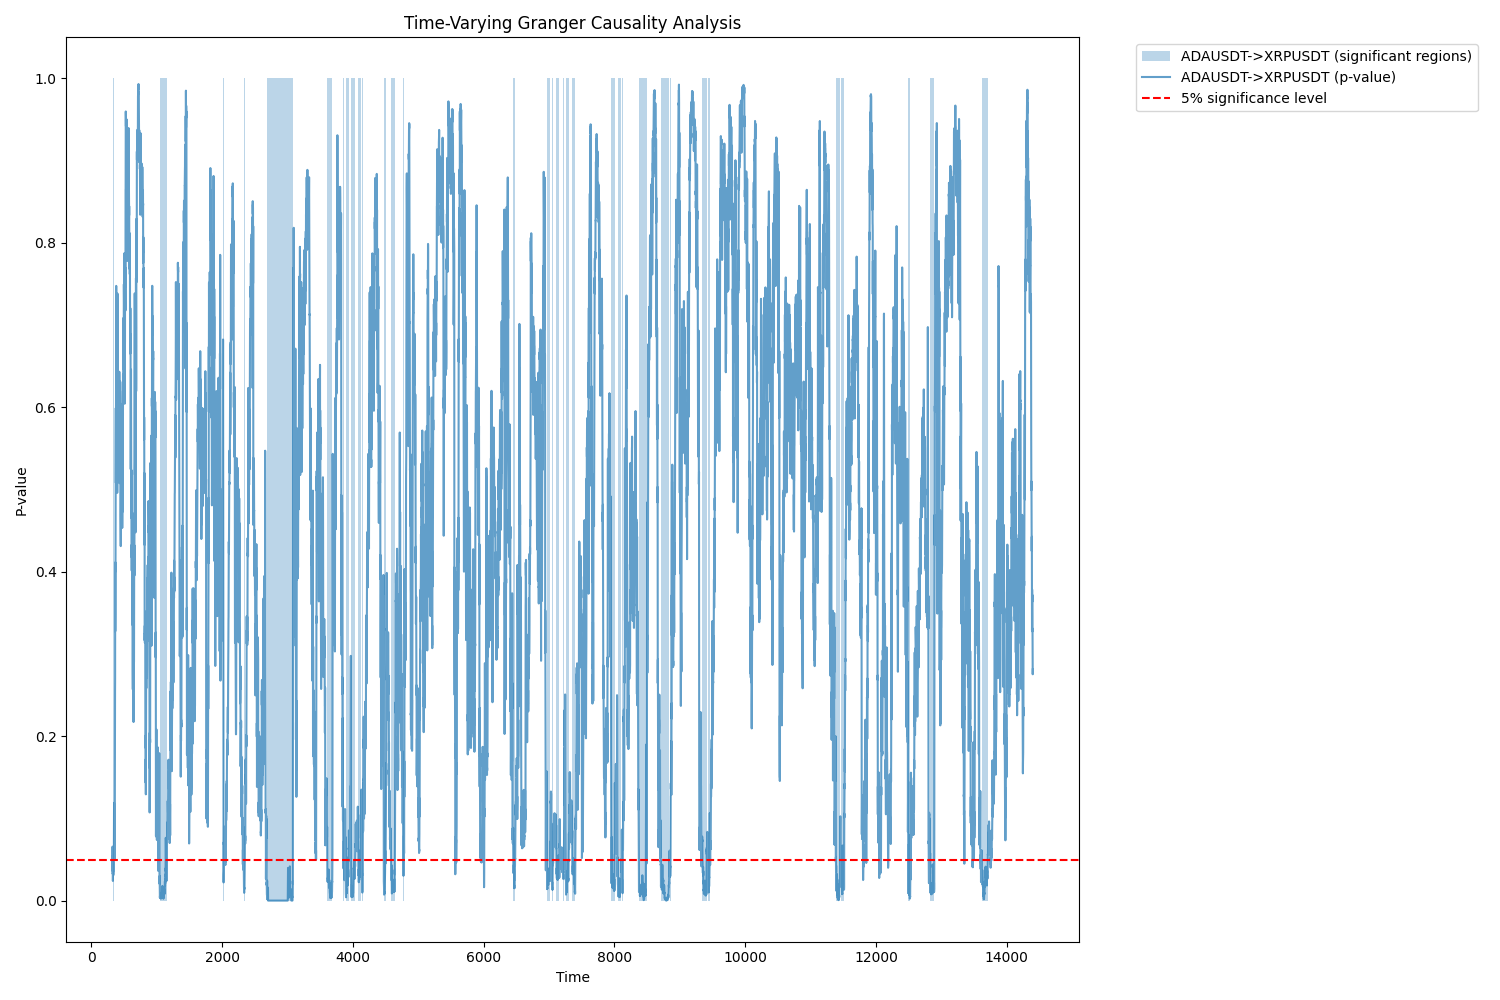 Time-Varying Granger Causality Analysis
ADAUSDT->XRPUSDT (significant regions)
ADAUSDT->XRPUSDT (p-value)
5% significance level
1.0
0.8
0.6
0.4
0.2
0.0
P-value
0 2000 4000 6000 8000 10000 12000 14000
Time